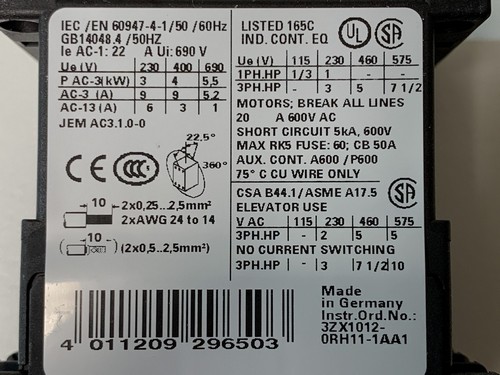 IEC /EN 60947-4-1/50 /60Hz
GB14048.4 /50HZ
Ie AC-1: 22 A Ui: 690 V
Ue (V) 230 400 690
P AC-3(kW) 3 4 5,5
AC-3 (A) 9 9 5,2
AC-13 (A) 6 3 1
JEM AC3.1.0-0
22,5°
360°
CE CCC
10 2x0,25...2,5mm²
2xAWG 24 to 14
10 (2x0,5..2,5mm²)
4 011209 296503
LISTED 165C
IND. CONT. EQ
UL SA
Ue (V) 115 230 460 575
1PH.HP 1/3 1 - -
3PH.HP - 3 5 7 1/2
MOTORS; BREAK ALL LINES
20 A 600V AC
SHORT CIRCUIT 5kA, 600V
MAX RK5 FUSE: 60; CB 50A
AUX. CONT. A600 /P600
75° C CU WIRE ONLY
CSA B44.1/ASME A17.5
ELEVATOR USE
SA
V AC 115 230 460 575
3PH.HP - 2 5 5
NO CURRENT SWITCHING
3PH.HP - 3 7 1/2 10
Made
in Germany
Instr.Ord.No.:
3ZX1012-
0RH11-1AA1